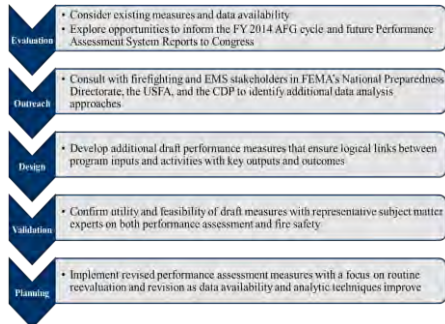 Evaluation
• Consider existing measures and data availability
• Explore opportunities to inform the FY 2014 AFG cycle and future Performance
Assessment System Reports to Congress
Outreach
• Consult with firefighting and EMS stakeholders in FEMA's National Preparedness
Directorate, the USFA, and the CDP to identify additional data analysis
approaches
Design
• Develop additional draft performance measures that ensure logical links between
program inputs and activities with key outputs and outcomes
Validation
• Confirm utility and feasibility of draft measures with representative subject matter
experts on both performance assessment and fire safety
Planning
• Implement revised performance assessment measures with a focus on routine
reevaluation and revision as data availability and analytic techniques improve